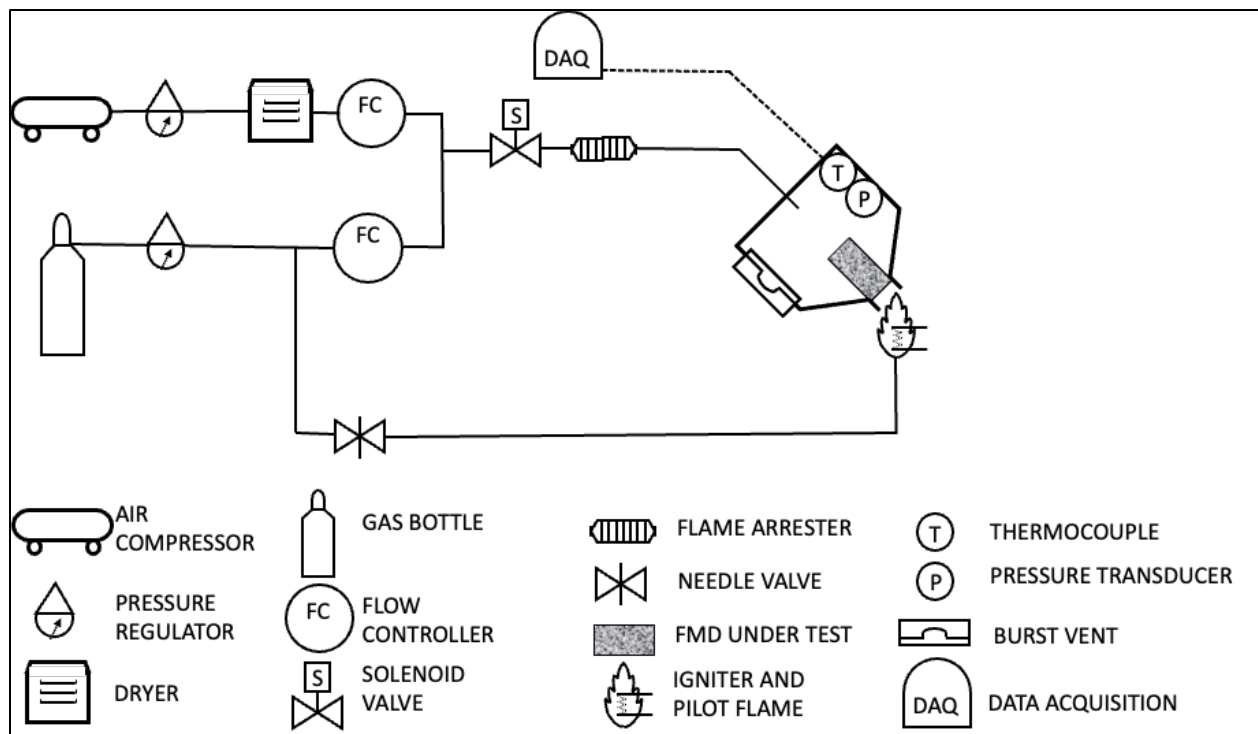 DAQ
FC
S
T
P
FC
AIR
COMPRESSOR
GAS BOTTLE
FLAME ARRESTER
T
THERMOCOUPLE
PRESSURE
REGULATOR
FC
FLOW
CONTROLLER
NEEDLE VALVE
P
PRESSURE TRANSDUCER
FMD UNDER TEST
BURST VENT
DRYER
S
SOLENOID
VALVE
IGNITER AND
PILOT FLAME
DAQ
DATA ACQUISITION